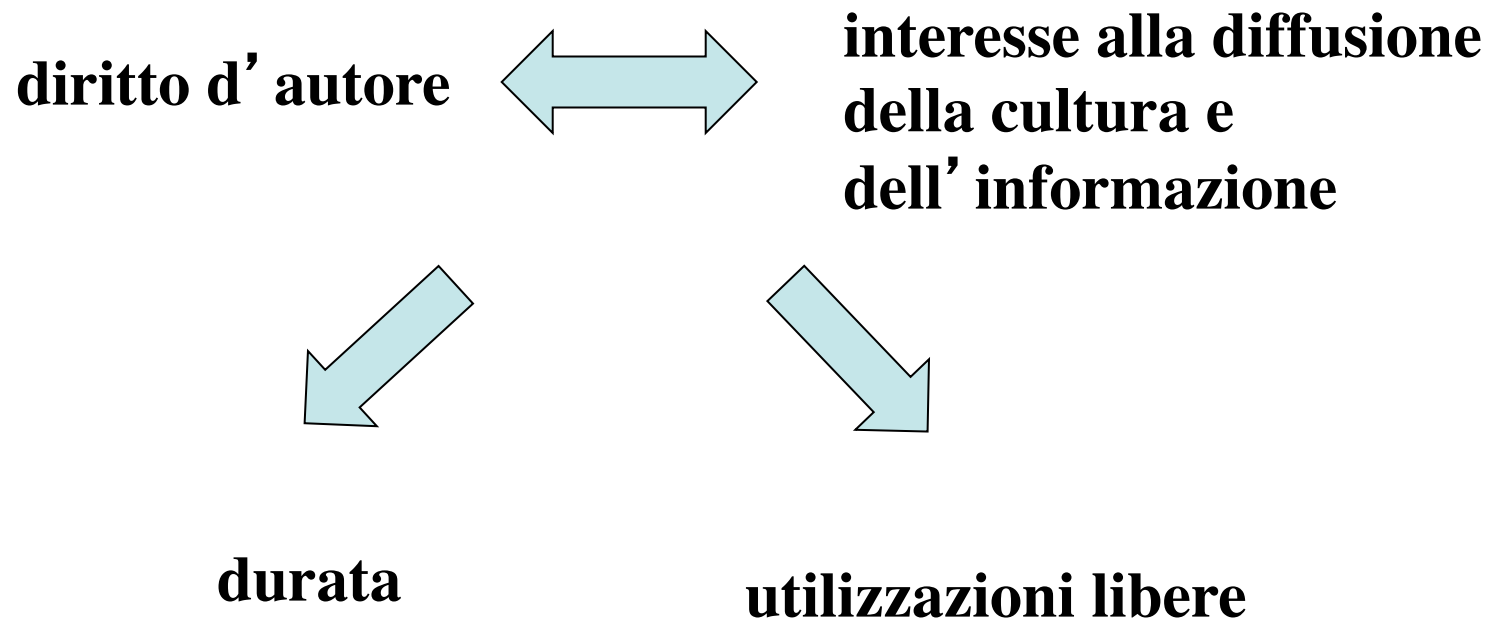 diritto d’autore
interesse alla diffusione
della cultura e
dell’informazione
durata
utilizzazioni libere